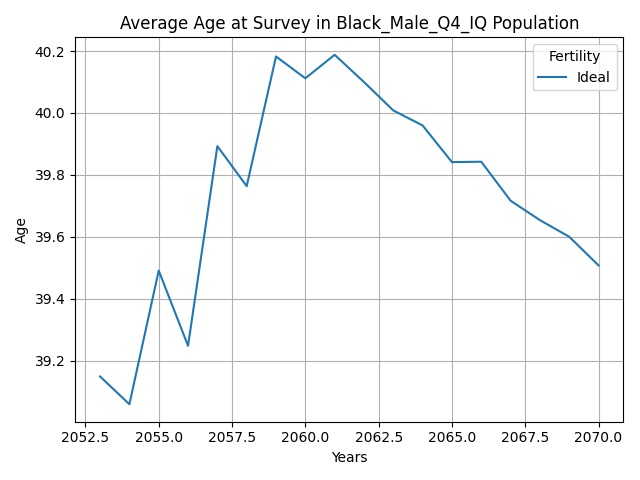 Average Age at Survey in Black_Male_Q4_IQ Population
Fertility
Ideal
40.2
40.0
39.8
39.6
39.4
39.2
Age
2052.5 2055.0 2057.5 2060.0 2062.5 2065.0 2067.5 2070.0
Years